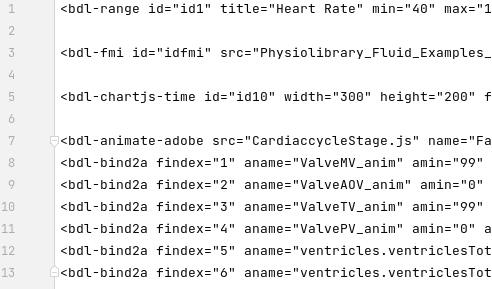 1 <bdl-range id="id1" title="Heart Rate" min="40" max="1
2
3 <bdl-fmi id="idfmi" src="Physiolibrary_Fluid_Examples_
4
5 <bdl-chartjs-time id="id10" width="300" height="200" f
6
7 <bdl-animate-adobe src="CardiaccycleStage.js" name="Fa
8 <bdl-bind2a findex="1" aname="ValveMV_anim" amin="99"
9 <bdl-bind2a findex="2" aname="ValveAOV_anim" amin="0"
10 <bdl-bind2a findex="3" aname="ValveTV_anim" amin="99"
11 <bdl-bind2a findex="4" aname="ValvePV_anim" amin="0" a
12 <bdl-bind2a findex="5" aname="ventricles.ventriclesTot
13 <bdl-bind2a findex="6" aname="ventricles.ventriclesTot